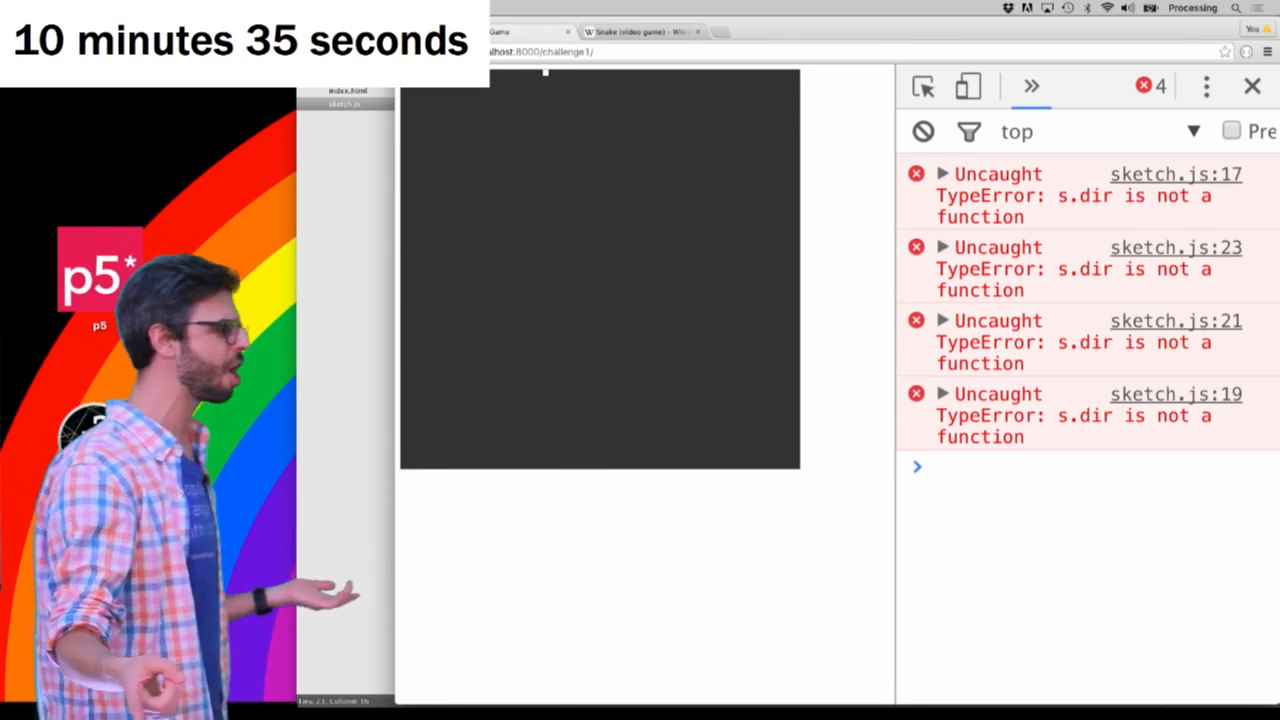 10 minutes 35 seconds
Processing
Game
Snake (video game) – Wiki
You
lhost:8000/challenge1/
index.html
sketch.js
4
top
Pre
Uncaught sketch.js:17
TypeError: s.dir is not a
function
Uncaught sketch.js:23
TypeError: s.dir is not a
function
Uncaught sketch.js:21
TypeError: s.dir is not a
function
Uncaught sketch.js:19
TypeError: s.dir is not a
function
p5*
p5
Column